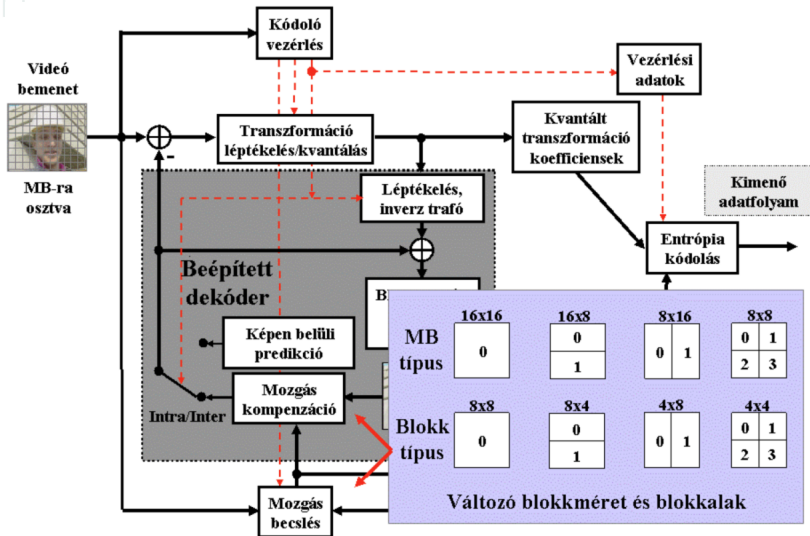 Kódoló
vezérlés
Videó
bemenet
Vezérlési
adatok
-
Transzformáció
léptékelés/kvantálás
Kvantált
transzformáció
koefficiensek
MB-ra
osztva
Léptékelés,
inverz trafó
Kimenő
adatfolyam
Entrópia
kódolás
Beépített
dekóder
Képen belüli
predikció
Mozgás
kompenzáció
Intra/Inter
Mozgás
becslés
16x16 16x8 8x16 8x8
MB
típus
0
0
1
0 1
0 1
2 3
8x8 8x4 4x8 4x4
Blokk
típus
0
0
1
0 1
0 1
2 3
Változó blokkméret és blokkalak